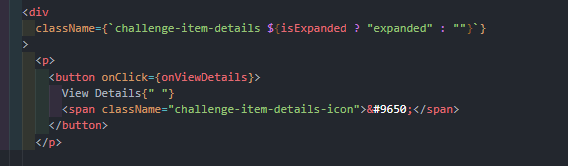 <div
className={`challenge-item-details ${isExpanded ? "expanded" : ""}`}
>
<p>
<button onClick={onViewDetails}>
View Details{" "}
<span className="challenge-item-details-icon">&#9650;</span>
</button>
</p>